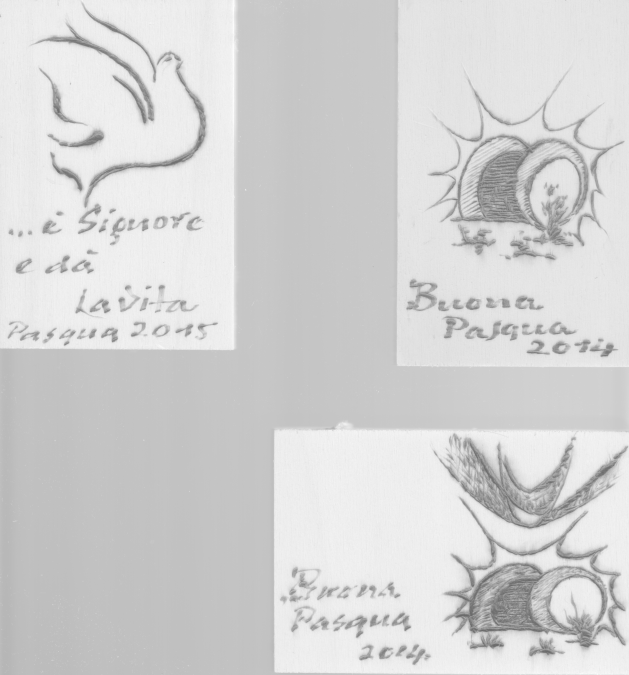 ...è Signore
e dà
La Vita
Pasqua 2015
Buona
Pasqua
2014
Buona
Pasqua
2014.